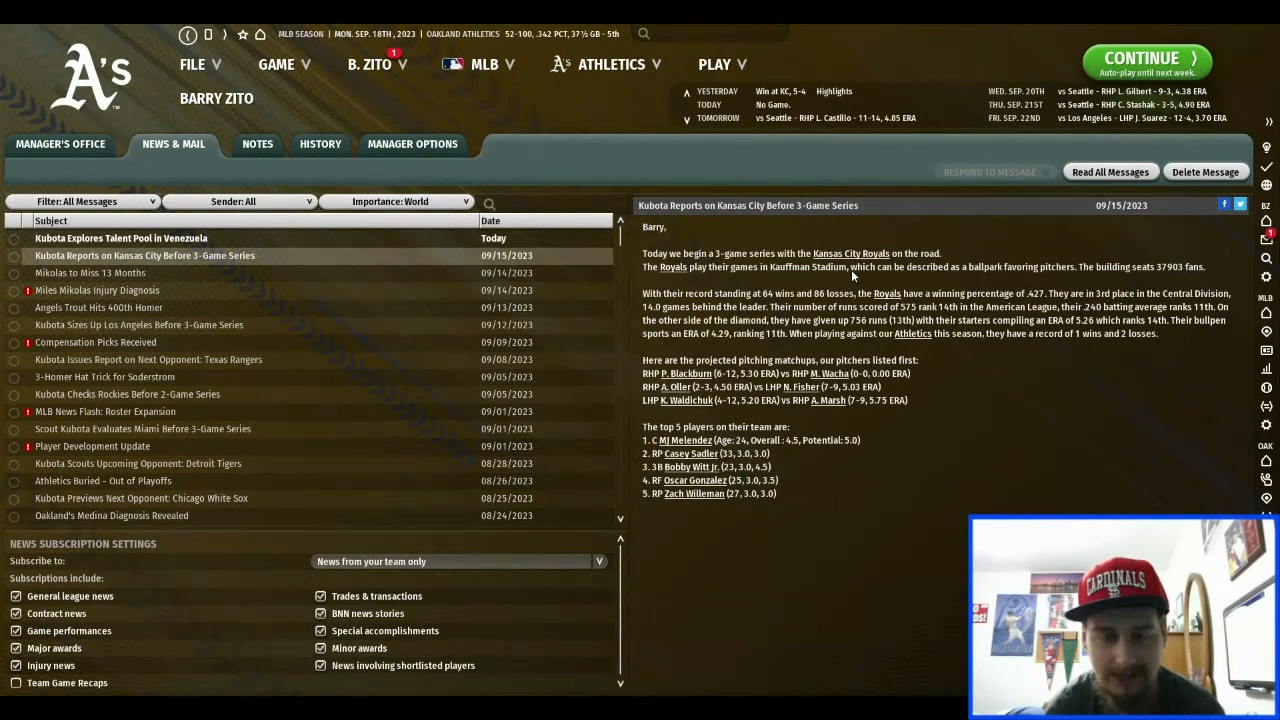 MLB SEASON | MON. SEP. 18TH , 2023 | OAKLAND ATHLETICS 52-100, .342 PCT, 37 ½ GB - 5th
A's
FILE GAME B. ZITO 1 MLB A's ATHLETICS PLAY
CONTINUE
Auto-play until next week.
BARRY ZITO
YESTERDAY Win at KC, 5-4 Highlights WED. SEP. 20TH vs Seattle - RHP L. Gilbert - 9-3, 4.38 ERA
TODAY No Game. THU. SEP. 21ST vs Seattle - RHP C. Stashak - 3-5, 4.90 ERA
TOMORROW vs Seattle - RHP L. Castillo - 11-14, 4.85 ERA FRI. SEP. 22ND vs Los Angeles - LHP J. Suarez - 12-4, 3.70 ERA
MANAGER'S OFFICE NEWS & MAIL NOTES HISTORY MANAGER OPTIONS
RESPOND TO MESSAGE Read All Messages Delete Message
Filter: All Messages Sender: All Importance: World
Subject Date
Kubota Explores Talent Pool in Venezuela Today
Kubota Reports on Kansas City Before 3-Game Series 09/15/2023
Mikolas to Miss 13 Months 09/14/2023
! Miles Mikolas Injury Diagnosis 09/14/2023
Angels Trout Hits 400th Homer 09/13/2023
Kubota Sizes Up Los Angeles Before 3-Game Series 09/12/2023
! Compensation Picks Received 09/09/2023
Kubota Issues Report on Next Opponent: Texas Rangers 09/08/2023
3-Homer Hat Trick for Soderstrom 09/05/2023
Kubota Checks Rockies Before 2-Game Series 09/05/2023
! MLB News Flash: Roster Expansion 09/01/2023
Scout Kubota Evaluates Miami Before 3-Game Series 09/01/2023
! Player Development Update 09/01/2023
Kubota Scouts Upcoming Opponent: Detroit Tigers 08/28/2023
Athletics Buried - Out of Playoffs 08/26/2023
Kubota Previews Next Opponent: Chicago White Sox 08/25/2023
Oakland's Medina Diagnosis Revealed 08/24/2023
NEWS SUBSCRIPTION SETTINGS
Subscribe to: News from your team only
Subscriptions include:
General league news Trades & transactions
Contract news BNN news stories
Game performances Special accomplishments
Major awards Minor awards
Injury news News involving shortlisted players
Team Game Recaps
Kubota Reports on Kansas City Before 3-Game Series 09/15/2023
Barry,
Today we begin a 3-game series with the Kansas City Royals on the road.
The Royals play their games in Kauffman Stadium, which can be described as a ballpark favoring pitchers. The building seats 37903 fans.
With their record standing at 64 wins and 86 losses, the Royals have a winning percentage of .427. They are in 3rd place in the Central Division,
14.0 games behind the leader. Their number of runs scored of 575 rank 14th in the American League, their .240 batting average ranks 11th. On
the other side of the diamond, they have given up 756 runs (13th) with their starters compiling an ERA of 5.26 which ranks 14th. Their bullpen
sports an ERA of 4.29, ranking 11th. When playing against our Athletics this season, they have a record of 1 wins and 2 losses.
Here are the projected pitching matchups, our pitchers listed first:
RHP P. Blackburn (6-12, 5.30 ERA) vs RHP M. Wacha (0-0, 0.00 ERA)
RHP A. Oller (2-3, 4.50 ERA) vs LHP N. Fisher (7-9, 5.03 ERA)
LHP K. Waldichuk (4-12, 5.20 ERA) vs RHP A. Marsh (7-9, 5.75 ERA)
The top 5 players on their team are:
1. C MJ Melendez (Age: 24, Overall : 4.5, Potential: 5.0)
2. RP Casey Sadler (33, 3.0, 3.0)
3. 3B Bobby Witt Jr. (23, 3.0, 4.5)
4. RF Oscar Gonzalez (25, 3.0, 3.5)
5. RP Zach Willeman (27, 3.0, 3.0)
BZ
1
MLB
OAK
CARDINALS